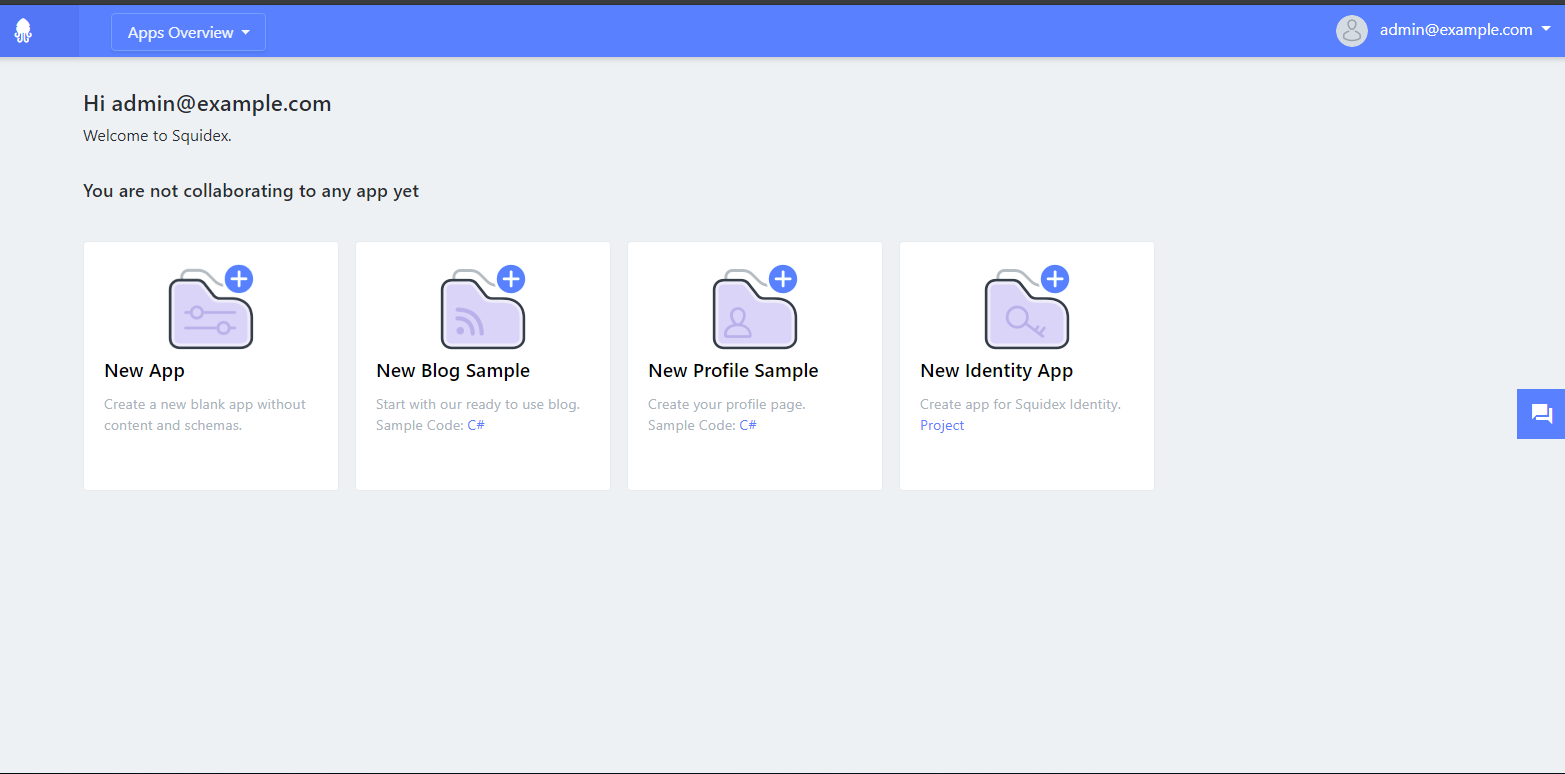 Apps Overview
admin@example.com
Hi admin@example.com
Welcome to Squidex.
You are not collaborating to any app yet
New App
Create a new blank app without
content and schemas.
New Blog Sample
Start with our ready to use blog.
Sample Code: C#
New Profile Sample
Create your profile page.
Sample Code: C#
New Identity App
Create app for Squidex Identity.
Project